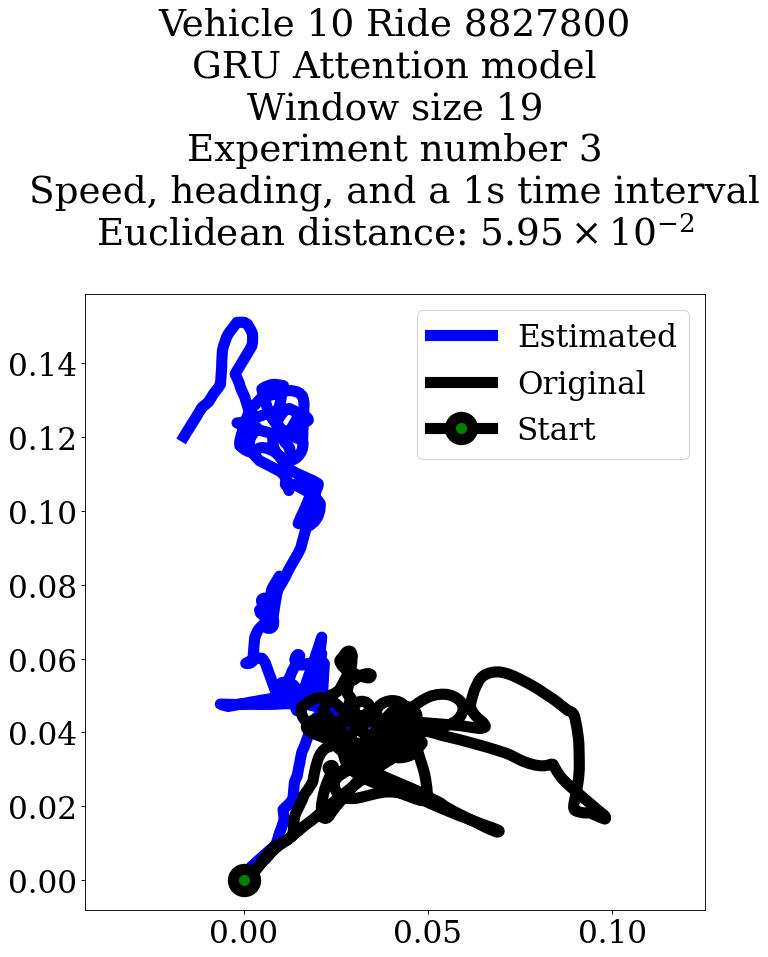 Vehicle 10 Ride 8827800
GRU Attention model
Window size 19
Experiment number 3
Speed, heading, and a 1s time interval
Euclidean distance: 5.95 × 10⁻²
Estimated
Original
Start
0.14
0.12
0.10
0.08
0.06
0.04
0.02
0.00
0.00 0.05 0.10